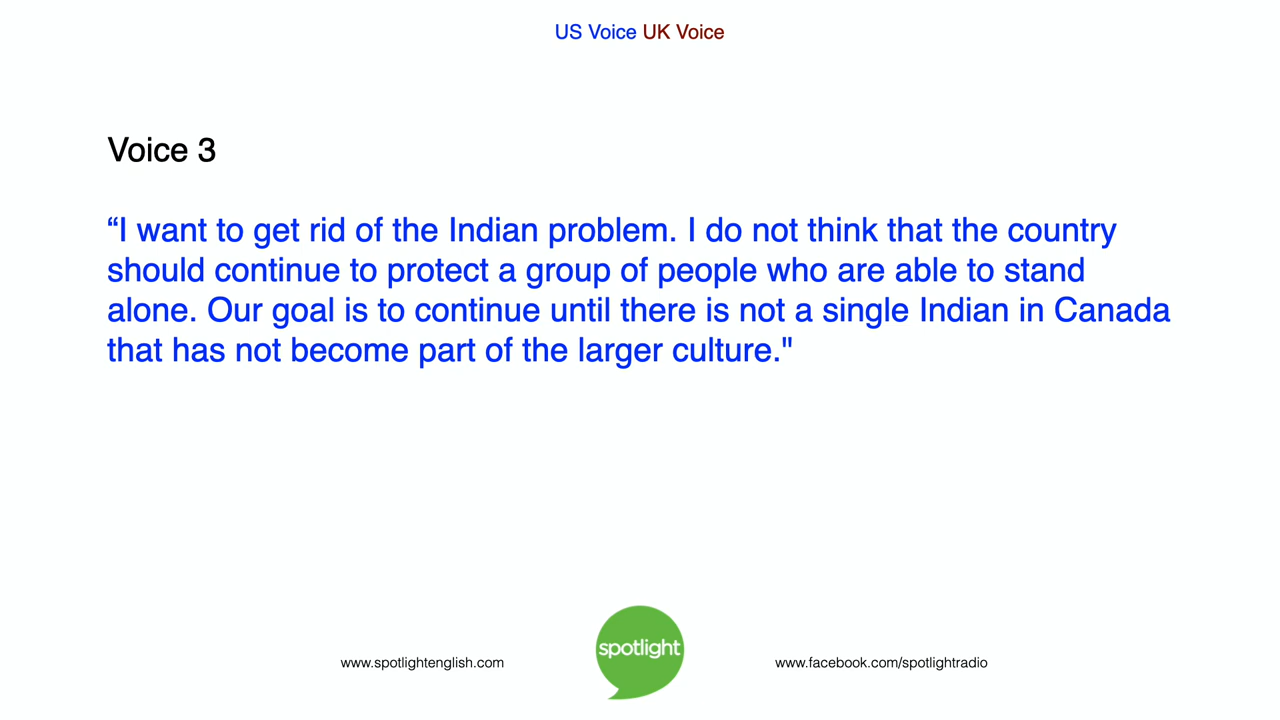 US Voice UK Voice
Voice 3
“I want to get rid of the Indian problem. I do not think that the country
should continue to protect a group of people who are able to stand
alone. Our goal is to continue until there is not a single Indian in Canada
that has not become part of the larger culture."
www.spotlightenglish.com
spotlight
www.facebook.com/spotlightradio